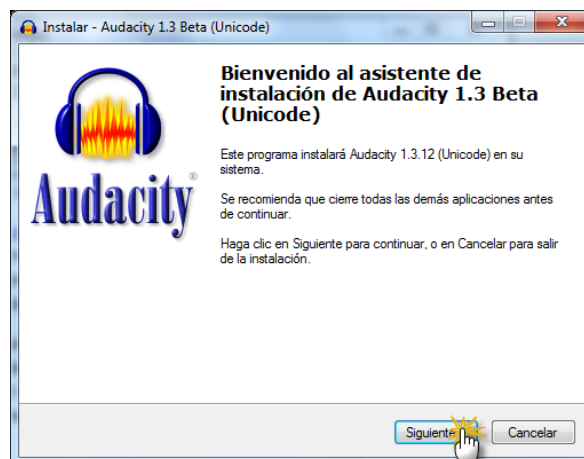 Instalar - Audacity 1.3 Beta (Unicode)
Bienvenido al asistente de
instalación de Audacity 1.3 Beta
(Unicode)
Este programa instalará Audacity 1.3.12 (Unicode) en su
sistema.
Se recomienda que cierre todas las demás aplicaciones antes
de continuar.
Haga clic en Siguiente para continuar, o en Cancelar para salir
de la instalación.
Audacity®
Siguiente
Cancelar